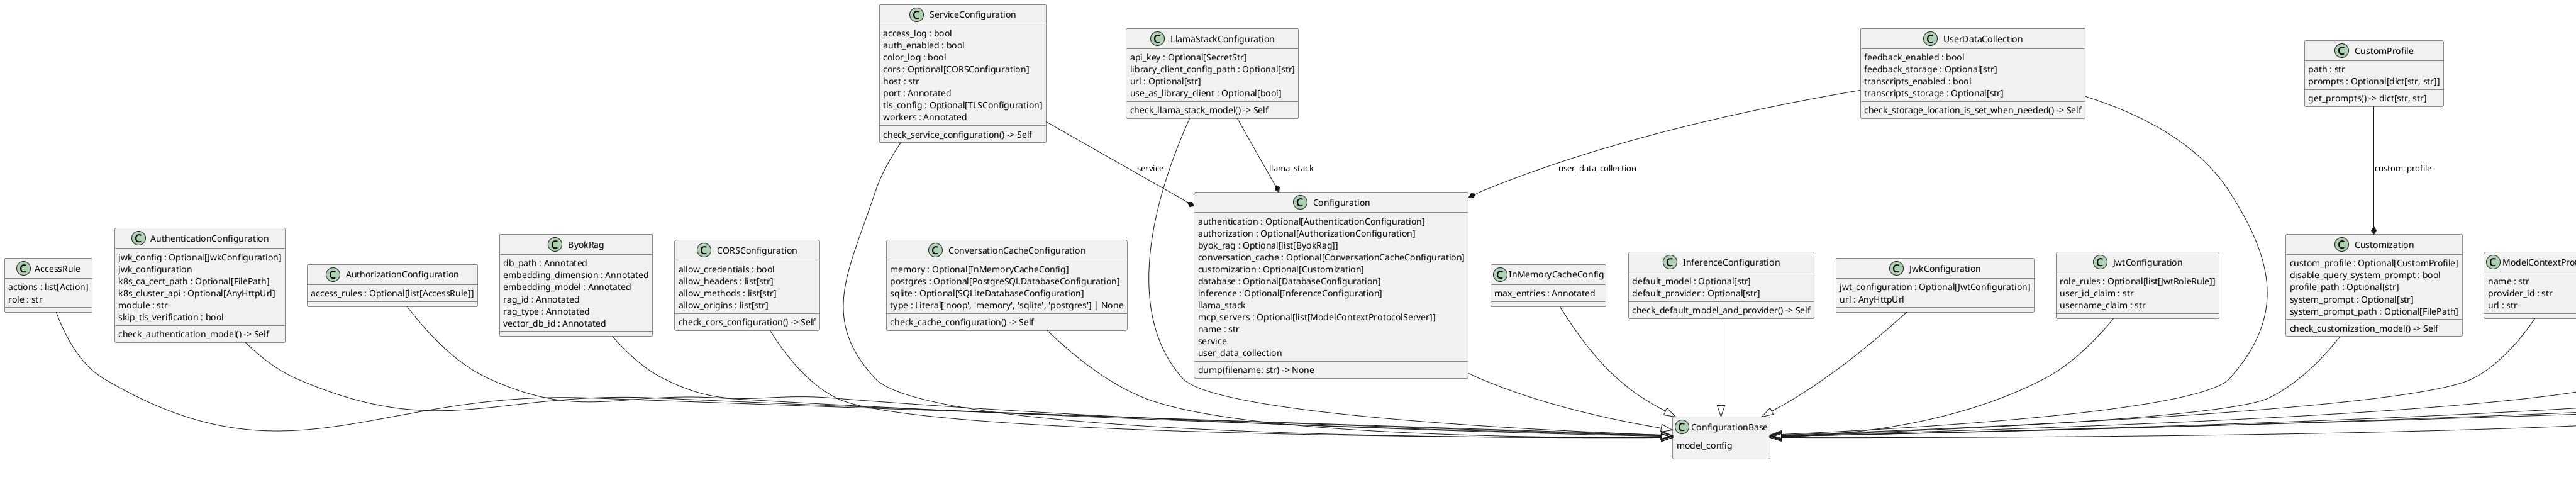 C ServiceConfiguration
access_log : bool
auth_enabled : bool
color_log : bool
cors : Optional[CORSConfiguration]
host : str
port : Annotated
tls_config : Optional[TLSConfiguration]
workers : Annotated
check_service_configuration() -> Self
C LlamaStackConfiguration
api_key : Optional[SecretStr]
library_client_config_path : Optional[str]
url : Optional[str]
use_as_library_client : Optional[bool]
check_llama_stack_model() -> Self
C UserDataCollection
feedback_enabled : bool
feedback_storage : Optional[str]
transcripts_enabled : bool
transcripts_storage : Optional[str]
check_storage_location_is_set_when_needed() -> Self
C CustomProfile
path : str
prompts : Optional[dict[str, str]]
get_prompts() -> dict[str, str]
service
llama_stack
user_data_collection
custom_profile
C AccessRule
actions : list[Action]
role : str
C AuthenticationConfiguration
jwk_config : Optional[JwkConfiguration]
jwk_configuration
k8s_ca_cert_path : Optional[FilePath]
k8s_cluster_api : Optional[AnyHttpUrl]
module : str
skip_tls_verification : bool
check_authentication_model() -> Self
C AuthorizationConfiguration
access_rules : Optional[list[AccessRule]]
C ByokRag
db_path : Annotated
embedding_dimension : Annotated
embedding_model : Annotated
rag_id : Annotated
rag_type : Annotated
vector_db_id : Annotated
C CORSConfiguration
allow_credentials : bool
allow_headers : list[str]
allow_methods : list[str]
allow_origins : list[str]
check_cors_configuration() -> Self
C ConversationCacheConfiguration
memory : Optional[InMemoryCacheConfig]
postgres : Optional[PostgreSQLDatabaseConfiguration]
sqlite : Optional[SQLiteDatabaseConfiguration]
type : Literal['noop', 'memory', 'sqlite', 'postgres'] | None
check_cache_configuration() -> Self
C Configuration
authentication : Optional[AuthenticationConfiguration]
authorization : Optional[AuthorizationConfiguration]
byok_rag : Optional[list[ByokRag]]
conversation_cache : Optional[ConversationCacheConfiguration]
customization : Optional[Customization]
database : Optional[DatabaseConfiguration]
inference : Optional[InferenceConfiguration]
llama_stack
mcp_servers : Optional[list[ModelContextProtocolServer]]
name : str
service
user_data_collection
dump(filename: str) -> None
C InMemoryCacheConfig
max_entries : Annotated
C InferenceConfiguration
default_model : Optional[str]
default_provider : Optional[str]
check_default_model_and_provider() -> Self
C JwkConfiguration
jwt_configuration : Optional[JwtConfiguration]
url : AnyHttpUrl
C JwtConfiguration
role_rules : Optional[list[JwtRoleRule]]
user_id_claim : str
username_claim : str
C Customization
custom_profile : Optional[CustomProfile]
disable_query_system_prompt : bool
profile_path : Optional[str]
system_prompt : Optional[str]
system_prompt_path : Optional[FilePath]
check_customization_model() -> Self
C ModelContextProt
name : str
provider_id : str
url : str
C ConfigurationBase
model_config